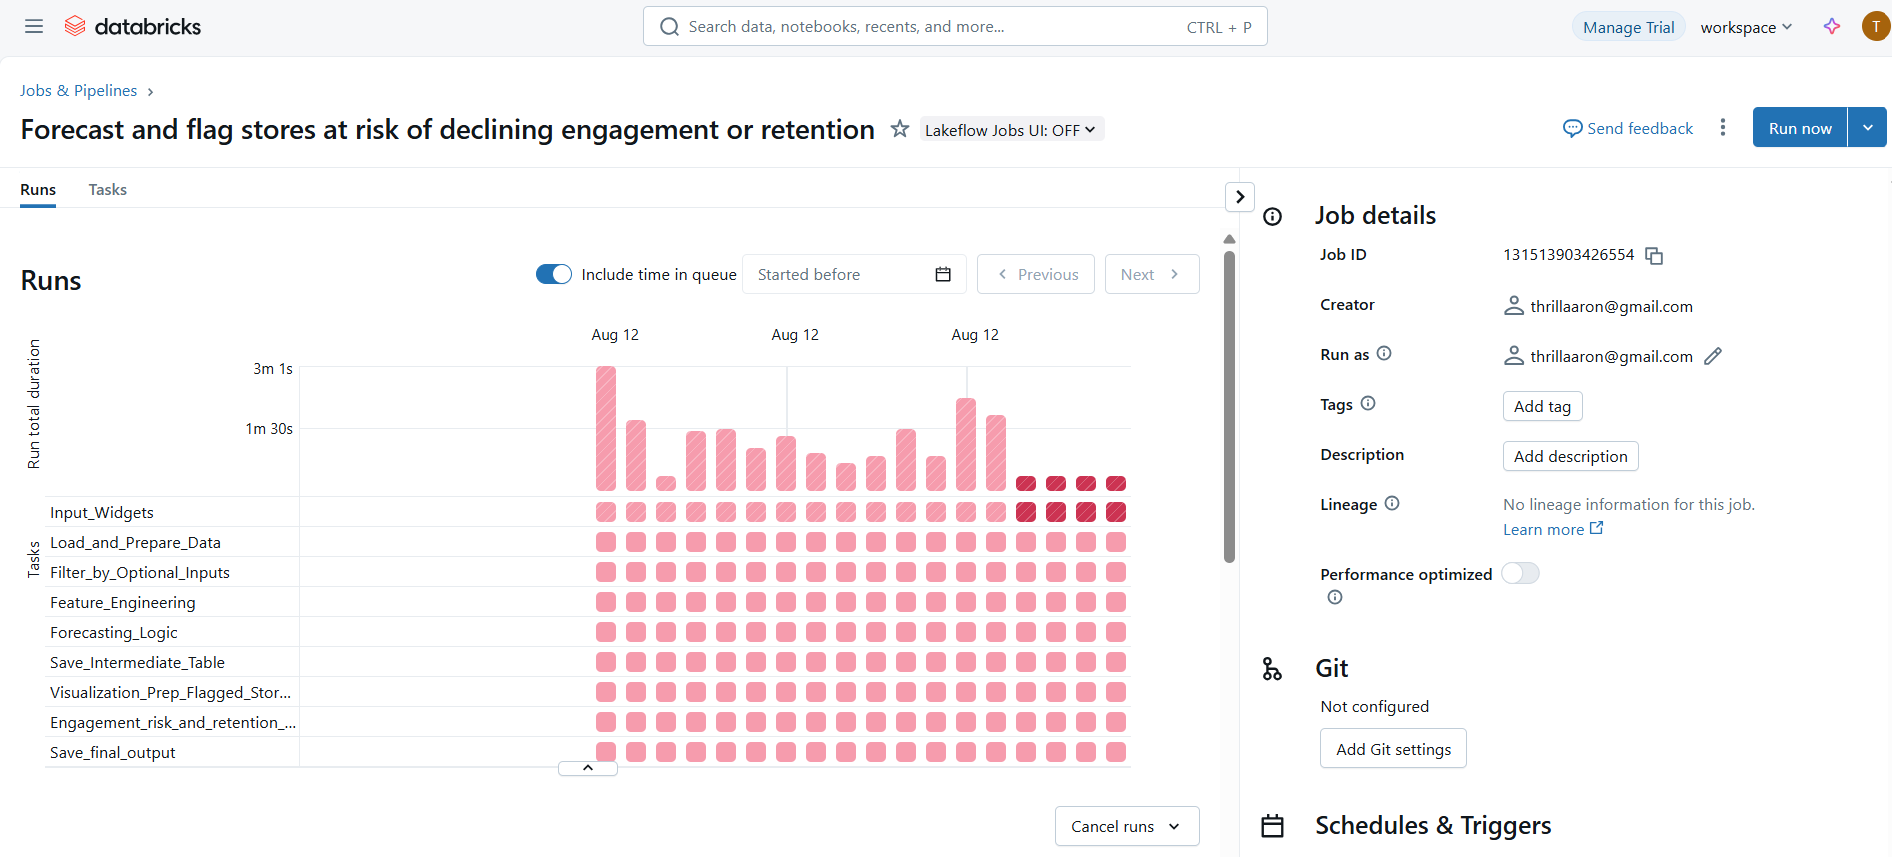 databricks
Search data, notebooks, recents, and more...
CTRL + P
Manage Trial
workspace
T
Jobs & Pipelines
Forecast and flag stores at risk of declining engagement or retention
Lakeflow Jobs UI: OFF
Send feedback
Run now
Runs
Tasks
Runs
Include time in queue
Started before
Previous
Next
Aug 12
Aug 12
Aug 12
Run total duration
3m 1s
1m 30s
Tasks
Input_Widgets
Load_and_Prepare_Data
Filter_by_Optional_Inputs
Feature_Engineering
Forecasting_Logic
Save_Intermediate_Table
Visualization_Prep_Flagged_Stor...
Engagement_risk_and_retention_...
Save_final_output
Cancel runs
Job details
Job ID
131513903426554
Creator
thrillaaron@gmail.com
Run as
thrillaaron@gmail.com
Tags
Add tag
Description
Add description
Lineage
No lineage information for this job.
Learn more
Performance optimized
Git
Not configured
Add Git settings
Schedules & Triggers